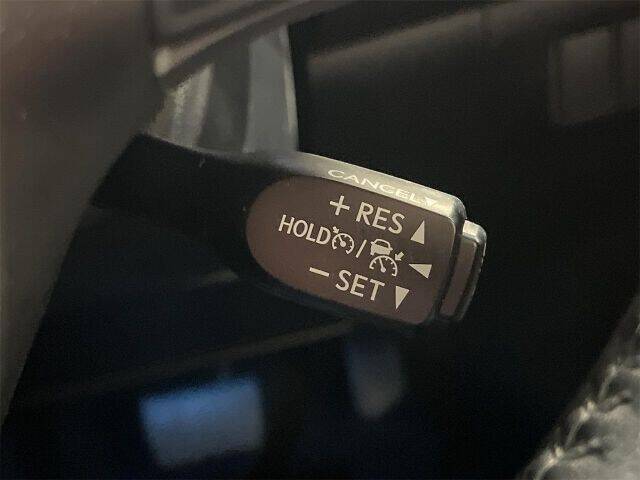 CANCEL
+ RES
HOLD /
− SET